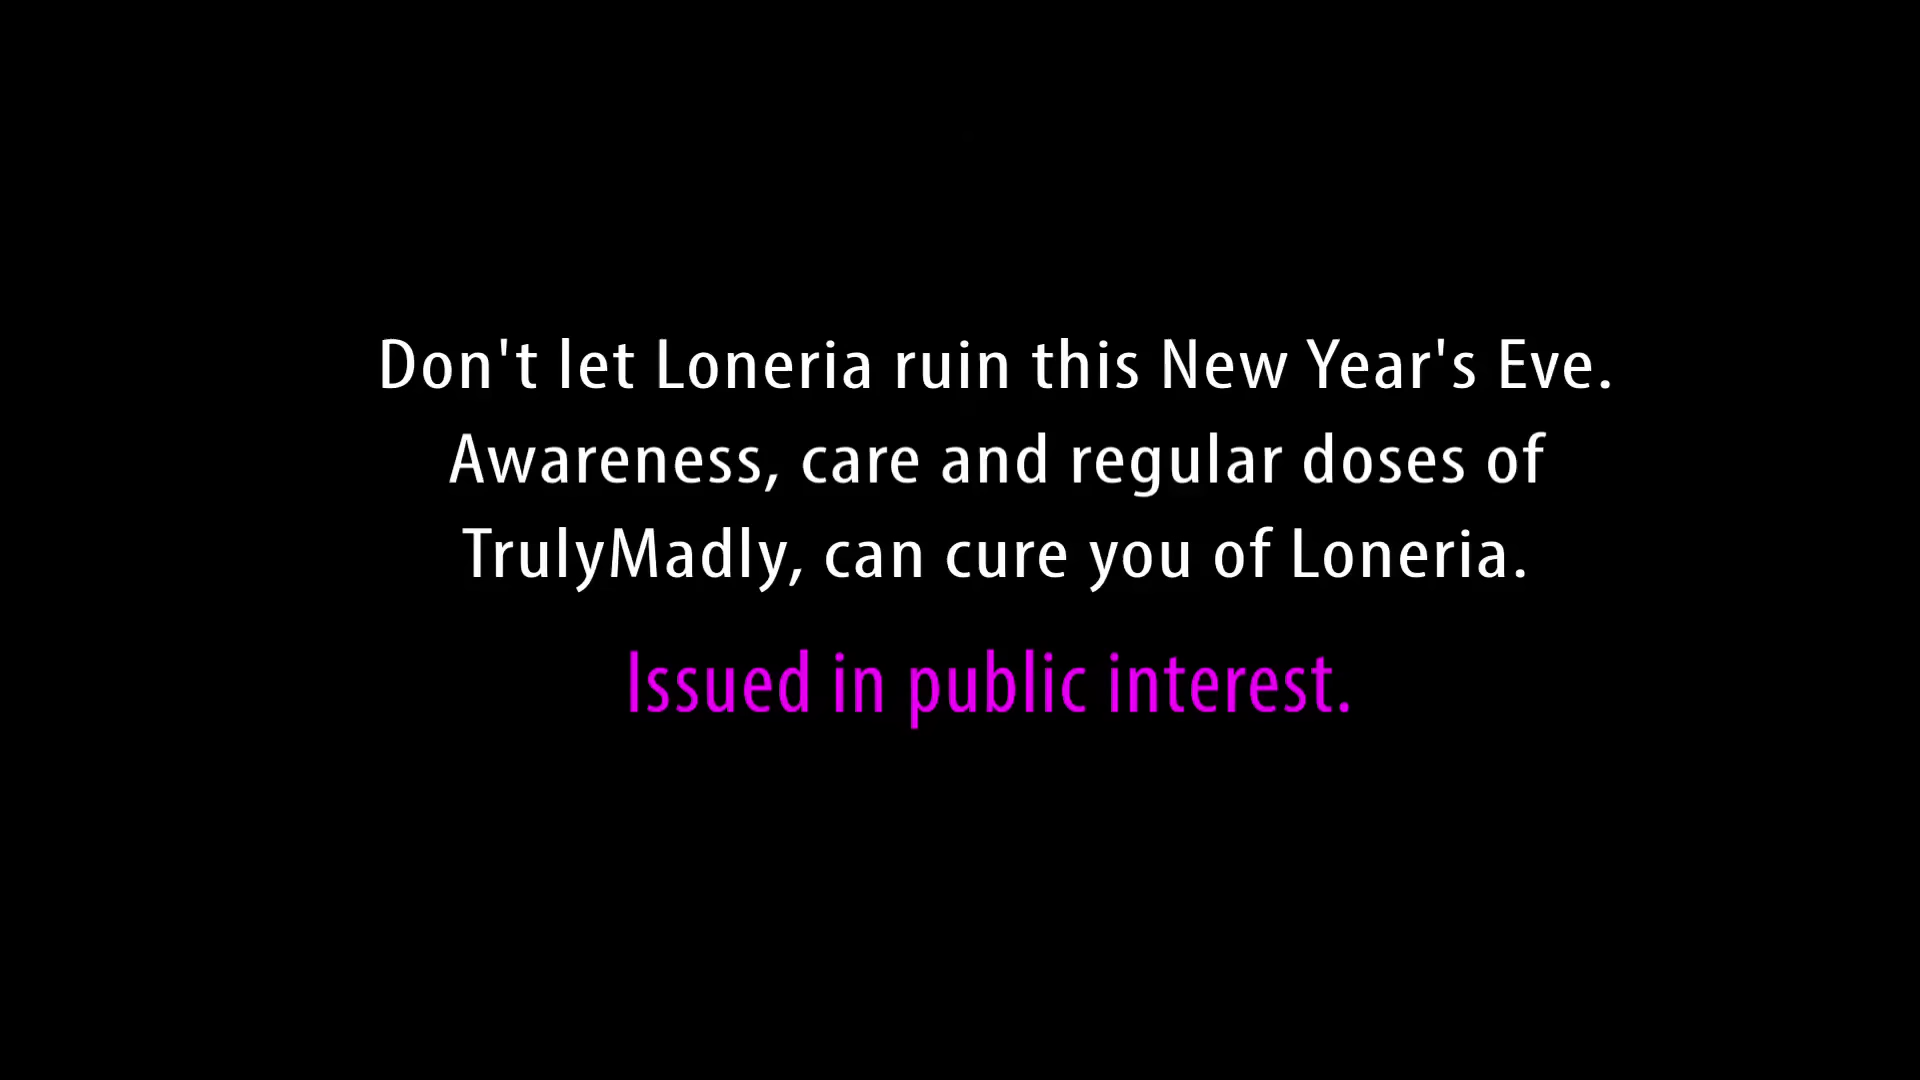 Don't let Loneria ruin this New Year's Eve.
Awareness, care and regular doses of
TrulyMadly, can cure you of Loneria.
Issued in public interest.